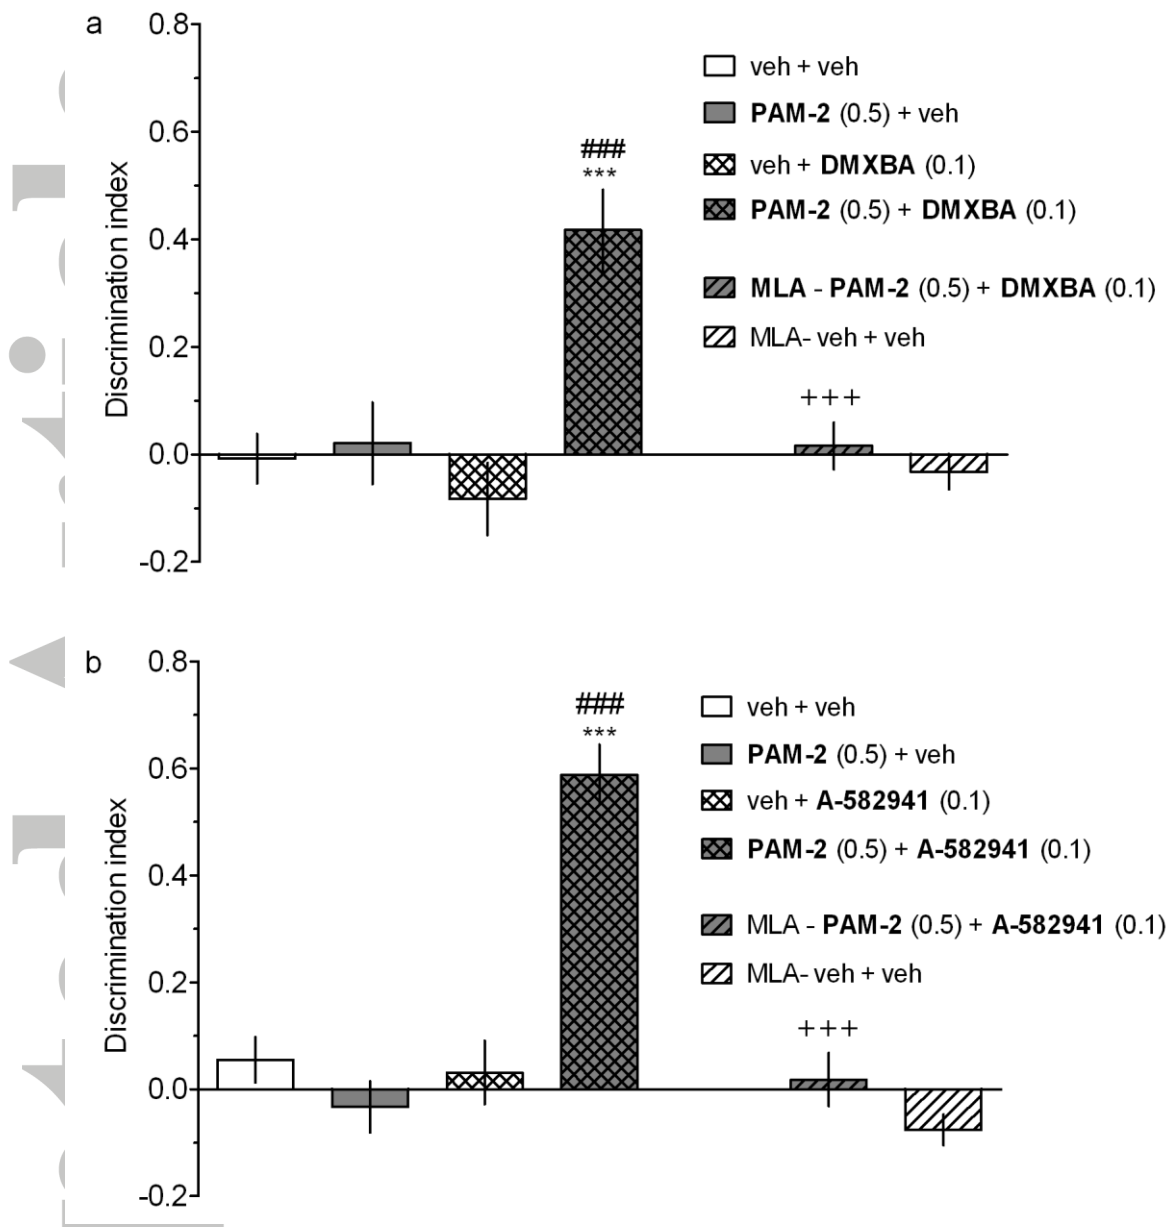 a
0.8
0.6
0.4
0.2
0.0
-0.2
Discrimination index
###
***
+++
veh + veh
PAM-2 (0.5) + veh
veh + DMXBA (0.1)
PAM-2 (0.5) + DMXBA (0.1)
MLA - PAM-2 (0.5) + DMXBA (0.1)
MLA- veh + veh
b
0.8
0.6
0.4
0.2
0.0
-0.2
Discrimination index
###
***
+++
veh + veh
PAM-2 (0.5) + veh
veh + A-582941 (0.1)
PAM-2 (0.5) + A-582941 (0.1)
MLA - PAM-2 (0.5) + A-582941 (0.1)
MLA- veh + veh